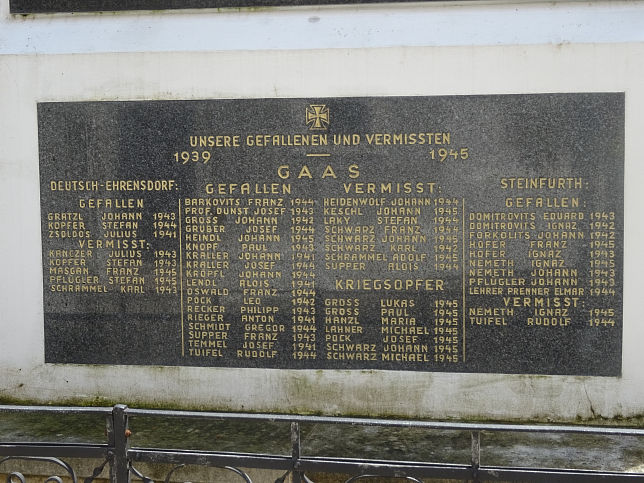 UNSERE GEFALLENEN UND VERMISSTEN
1939 — 1945
GAAS
DEUTSCH-EHRENSDORF:
GEFALLEN
GRATZL JOHANN 1943
KOPFER STEFAN 1944
ZSOLDOS JULIUS 1941
VERMISST:
KANCZER JULIUS 1943
KOPFER STEFAN 1943
MASGAN FRANZ 1945
PFLÜGLER STEFAN 1945
SCHRAMMEL KARL 1943
GEFALLEN
BARKOVITS FRANZ 1944
PROF. DUNST JOSEF 1943
GROSS JOHANN 1942
GRUBER JOSEF 1944
HEINDL JOHANN 1945
KNOPF PAUL 1943
KRALLER JOHANN 1941
KRALLER JOSEF 1944
KROPFL JOHANN 1944
LENDL ALOIS 1941
OSWALD FRANZ 1944
POCK LEO 1942
RECKER PHILIPP 1943
RIEGER ANTON 1941
SCHMIDT GREGOR 1944
SUPPER FRANZ 1943
TEMMEL JOSEF 1941
TUIFEL RUDOLF 1944
VERMISST:
HEIDENWOLF JOHANN 1944
KESCHL JOHANN 1945
LAKY STEFAN 1944
SCHWARZ FRANZ 1944
SCHWARZ JOHANN 1945
SCHWARZ KARL 1942
SCHRAMMEL ADOLF 1945
SUPPER ALOIS 1944
KRIEGSOPFER
GROSS LUKAS 1945
GROSS PAUL 1945
HANZL MARIA 1945
LAHNER MICHAEL 1945
POCK JOSEF 1945
SCHWARZ JOHANN 1945
SCHWARZ MICHAEL 1945
STEINFURTH:
GEFALLEN:
DOMITROVITS EDUARD 1943
DOMITROVITS IGNAZ 1942
FORKOLITS JOHANN 1942
HOFER FRANZ 1945
HOFER IGNAZ 1943
NEMETH IGNAZ 1945
NEMETH JOHANN 1943
PFLÜGLER JOHANN 1943
LEHRER PRENNER ELMAR 1944
VERMISST:
NEMETH IGNAZ 1945
TUIFEL RUDOLF 1944